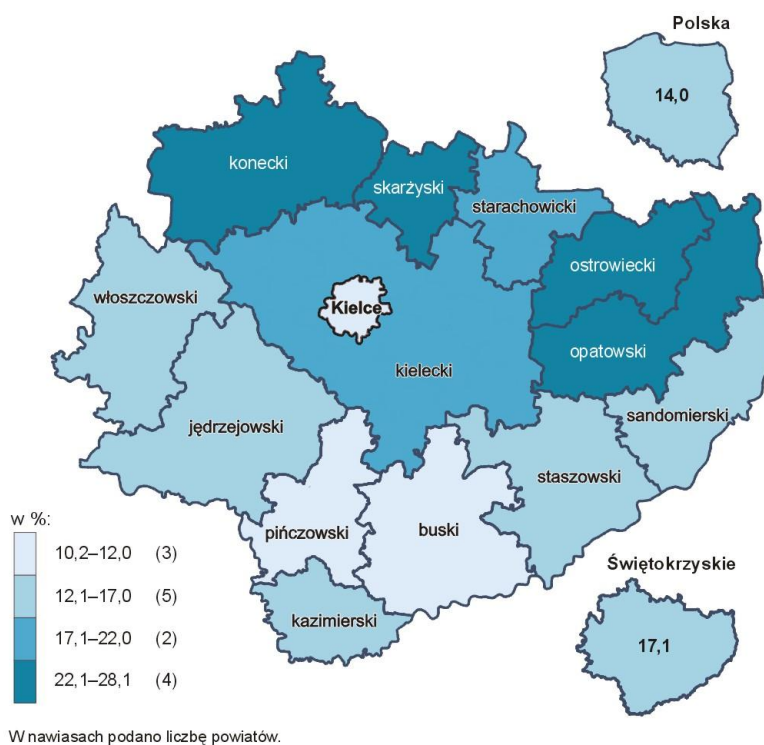 Polska
14,0
konecki
skarżyski
starachowicki
ostrowiecki
włoszczowski
Kielce
opatowski
kielecki
sandomierski
jędrzejowski
staszowski
w %:
pińczowski
buski
10,2–12,0 (3)
Świętokrzyskie
12,1–17,0 (5)
kazimierski
17,1
17,1–22,0 (2)
22,1–28,1 (4)
W nawiasach podano liczbę powiatów.